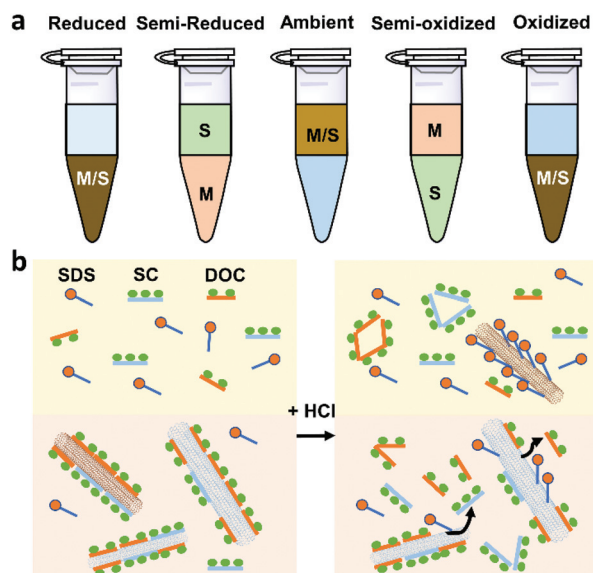 a
Reduced Semi-Reduced Ambient Semi-oxidized Oxidized
S M/S M
M/S M S M/S
b
SDS SC DOC
+ HCl